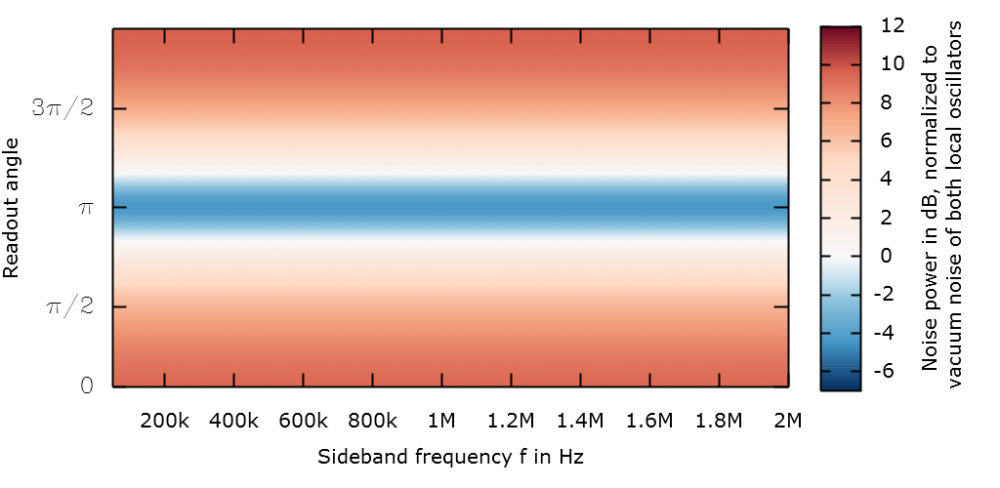 3π/2
π
π/2
0
Readout angle
200k 400k 600k 800k 1M 1.2M 1.4M 1.6M 1.8M 2M
Sideband frequency f in Hz
12
10
8
6
4
2
0
-2
-4
-6
Noise power in dB, normalized to
vacuum noise of both local oscillators